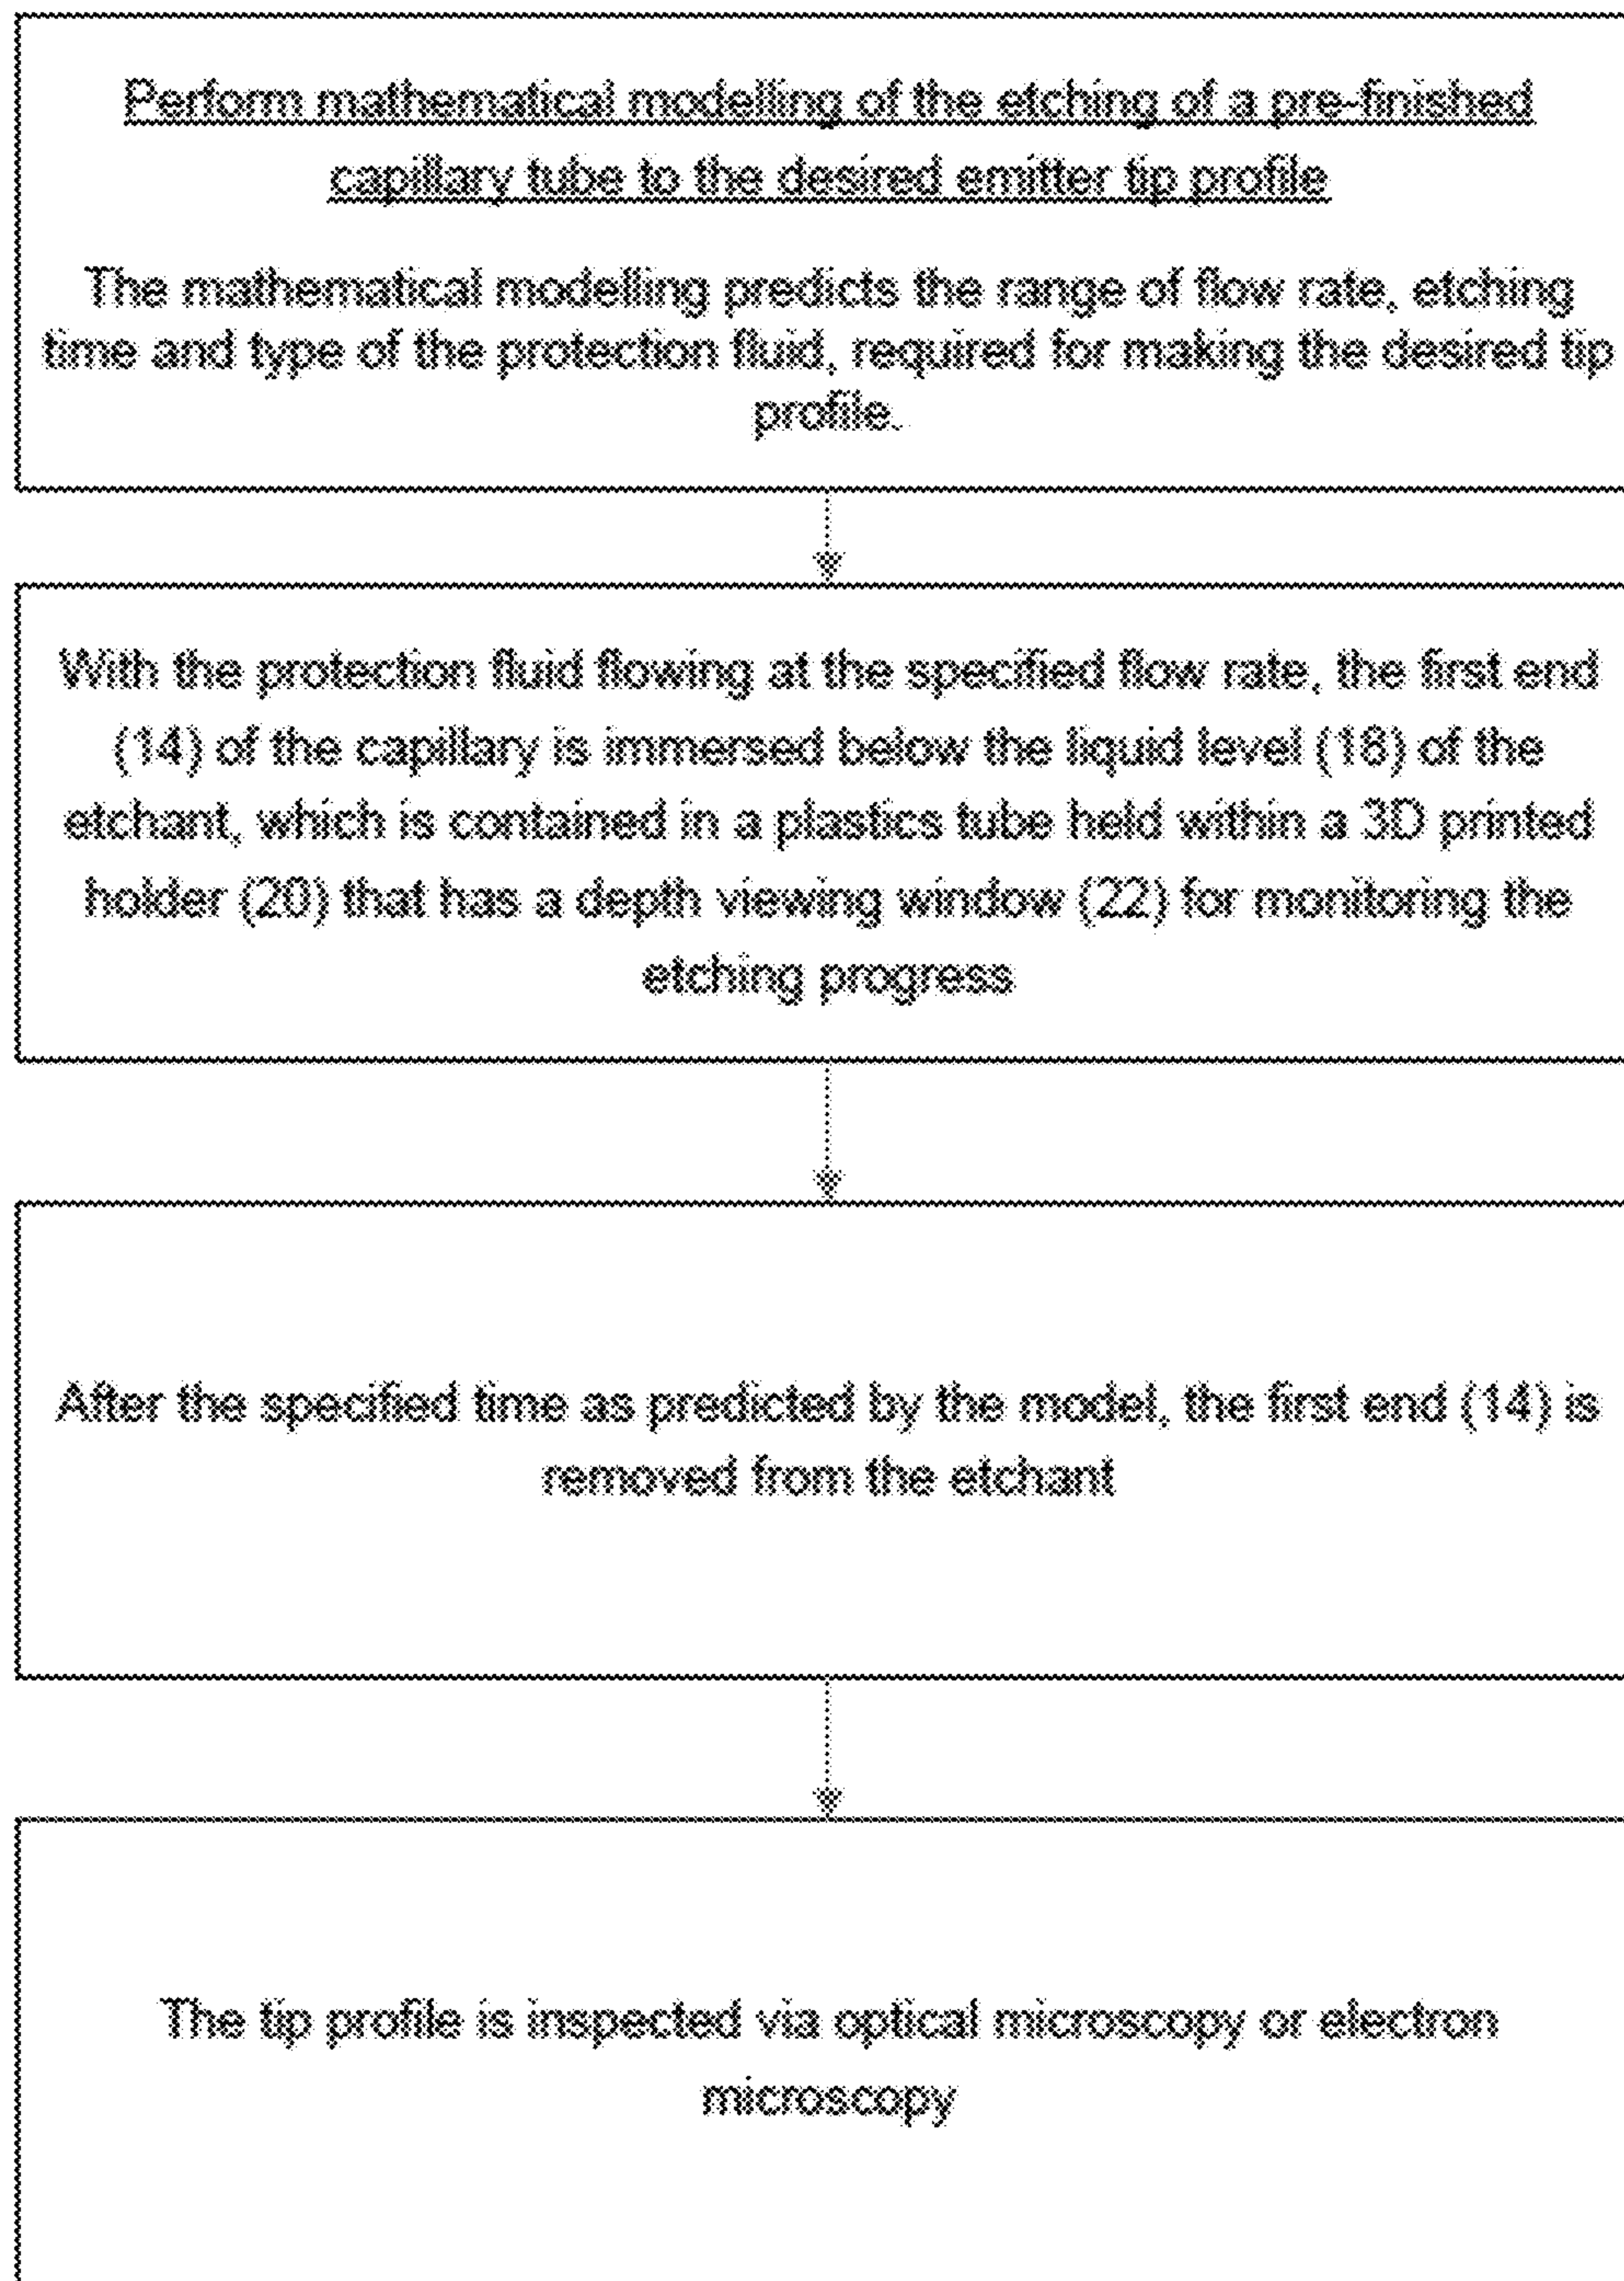 Perform mathematical modelling of the etching of a pre-finished
capillary tube to the desired emitter tip profile
The mathematical modelling predicts the range of flow rate, etching
time and type of the protection fluid, required for making the desired tip
profile.
With the protection fluid flowing at the specified flow rate, the first end
(14) of the capillary is immersed below the liquid level (18) of the
etchant, which is contained in a plastics tube held within a 3D printed
holder (20) that has a depth viewing window (22) for monitoring the
etching progress
After the specified time as predicted by the model, the first end (14) is
removed from the etchant
The tip profile is inspected via optical microscopy or electron
microscopy